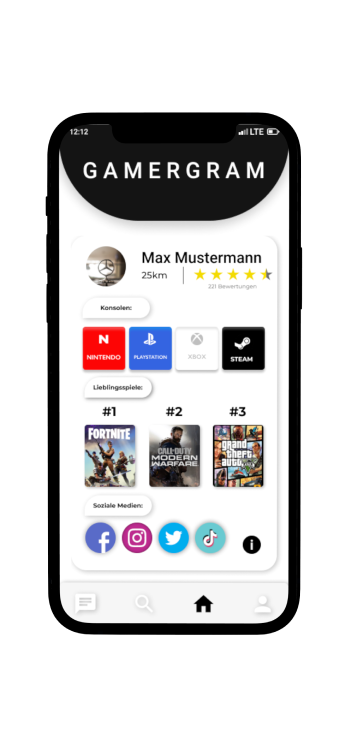 12:12 LTE
GAMERGRAM
Max Mustermann
25km
221 Bewertungen
Konsolen:
NINTENDO PLAYSTATION XBOX STEAM
Lieblingsspiele:
#1 #2 #3
FORTNITE
CALL OF DUTY
MODERN
WARFARE
grand
theft
auto
Soziale Medien: